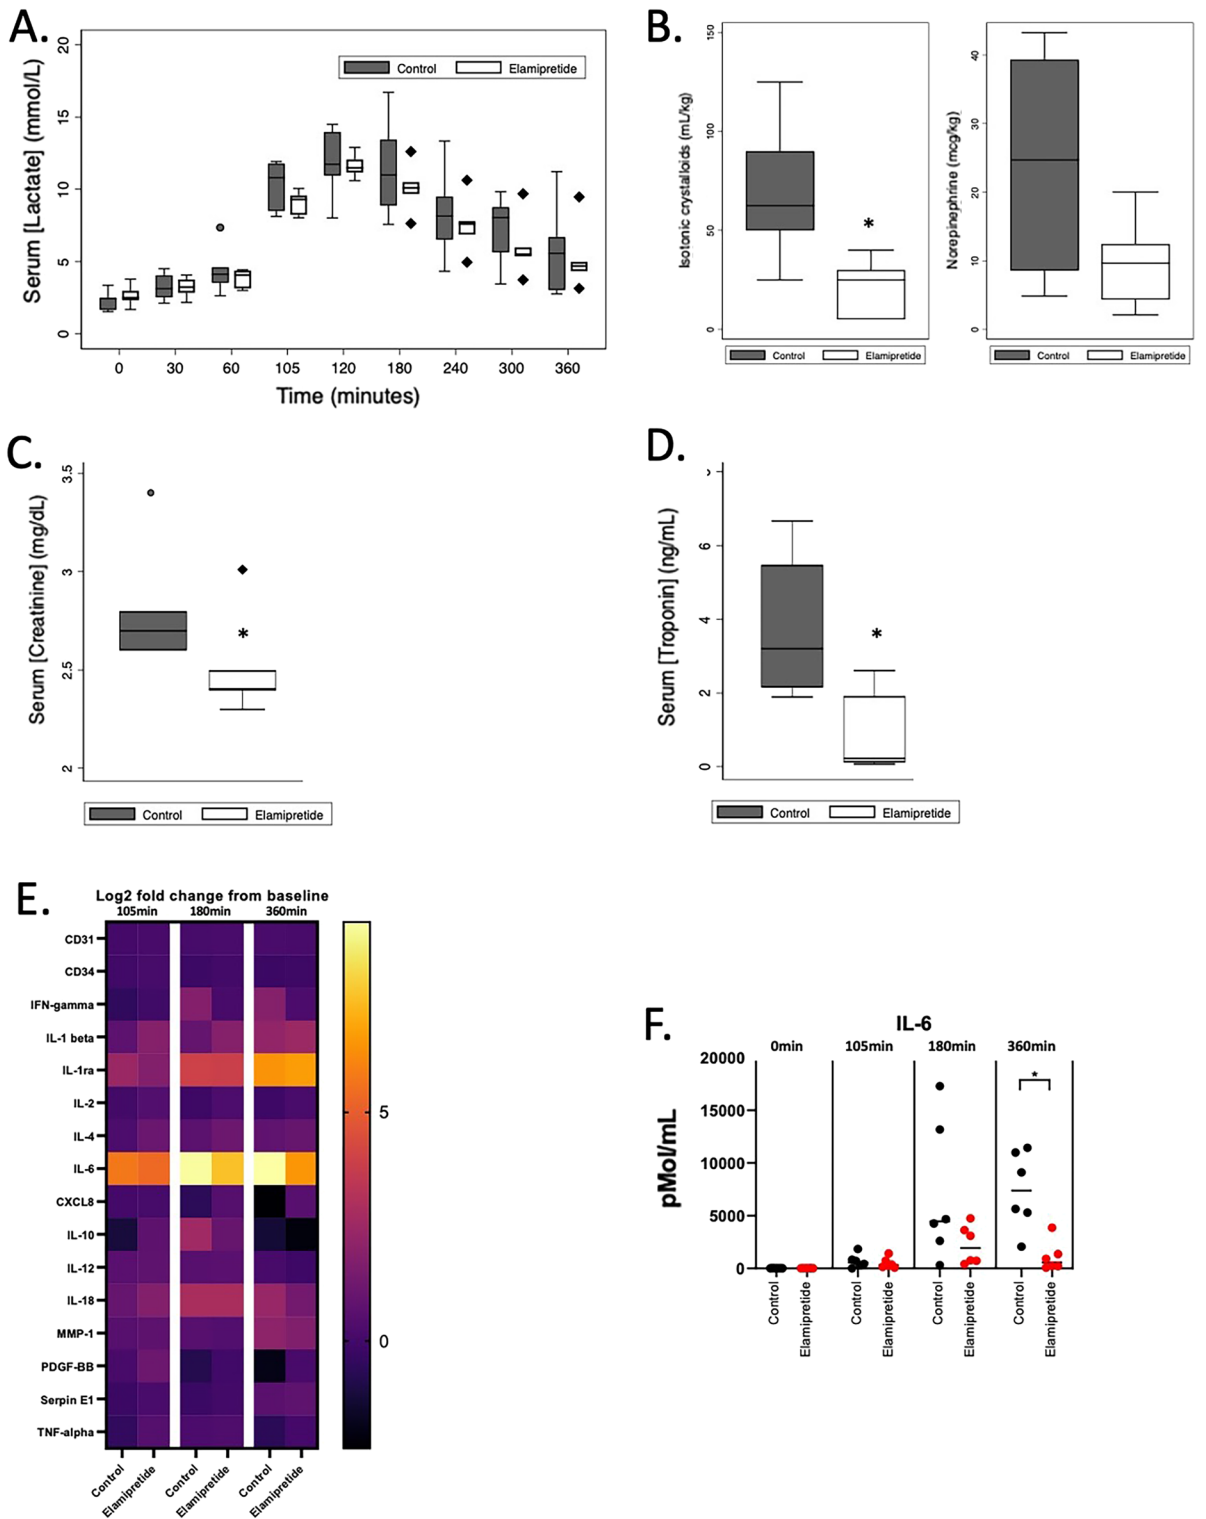 A.
Serum [Lactate] (mmol/L)
20
15
10
5
0
Control
Elamipretide
0 30 60 105 120 180 240 300 360
Time (minutes)
B.
Isotonic crystalloids (mL/kg)
150
100
50
0
Control Elamipretide
*
Norepinephrine (mcg/kg)
40
30
20
10
0
Control Elamipretide
C.
Serum [Creatinine] (mg/dL)
3.5
3
2.5
2
*
Control Elamipretide
D.
Serum [Troponin] (ng/mL)
6
4
2
0
*
Control Elamipretide
E.
Log2 fold change from baseline
105min 180min 360min
CD31
CD34
IFN-gamma
IL-1 beta
IL-1ra
IL-2
IL-4
IL-6
CXCL8
IL-10
IL-12
IL-18
MMP-1
PDGF-BB
Serpin E1
TNF-alpha
5
0
Control Elamipretide Control Elamipretide Control Elamipretide
F.
IL-6
0min 105min 180min 360min
pMol/mL
20000
15000
10000
5000
0
*
Control Elamipretide Control Elamipretide Control Elamipretide Control Elamipretide